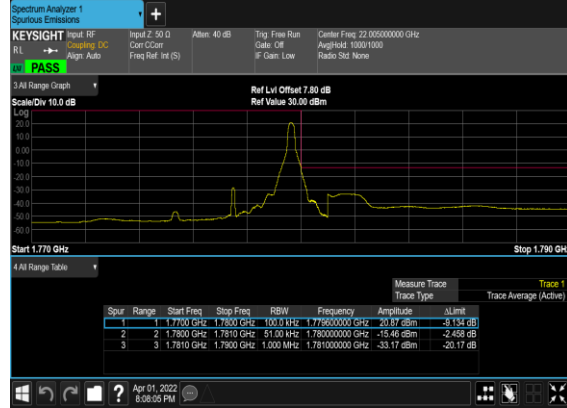 Spectrum Analyzer 1
Spurious Emissions
+
KEYSIGHT Input: RF Input Z: 50 Ω Atten: 40 dB Trig: Free Run Center Freq: 22.005000000 GHz
RL Coupling: DC Corr CCorr Gate: Off Avg|Hold: 1000/1000
Align: Auto Freq Ref: Int (S) IF Gain: Low Radio Std: None
LW PASS
3 All Range Graph
Ref Lvl Offset 7.80 dB
Scale/Div 10.0 dB Ref Value 30.00 dBm
Log
20.0
10.0
0.00
-10.0
-20.0
-30.0
-40.0
-50.0
-60.0
Start 1.770 GHz Stop 1.790 GHz
4 All Range Table
Measure Trace Trace 1
Trace Type Trace Average (Active)
Spur Range Start Freq Stop Freq RBW Frequency Amplitude ΔLimit
1 1 1.7700 GHz 1.7800 GHz 100.0 kHz 1.779600000 GHz 20.87 dBm -9.134 dB
2 2 1.7800 GHz 1.7810 GHz 51.00 kHz 1.780000000 GHz -15.46 dBm -2.458 dB
3 3 1.7810 GHz 1.7900 GHz 1.000 MHz 1.781000000 GHz -33.17 dBm -20.17 dB
? Apr 01, 2022
8:08:05 PM